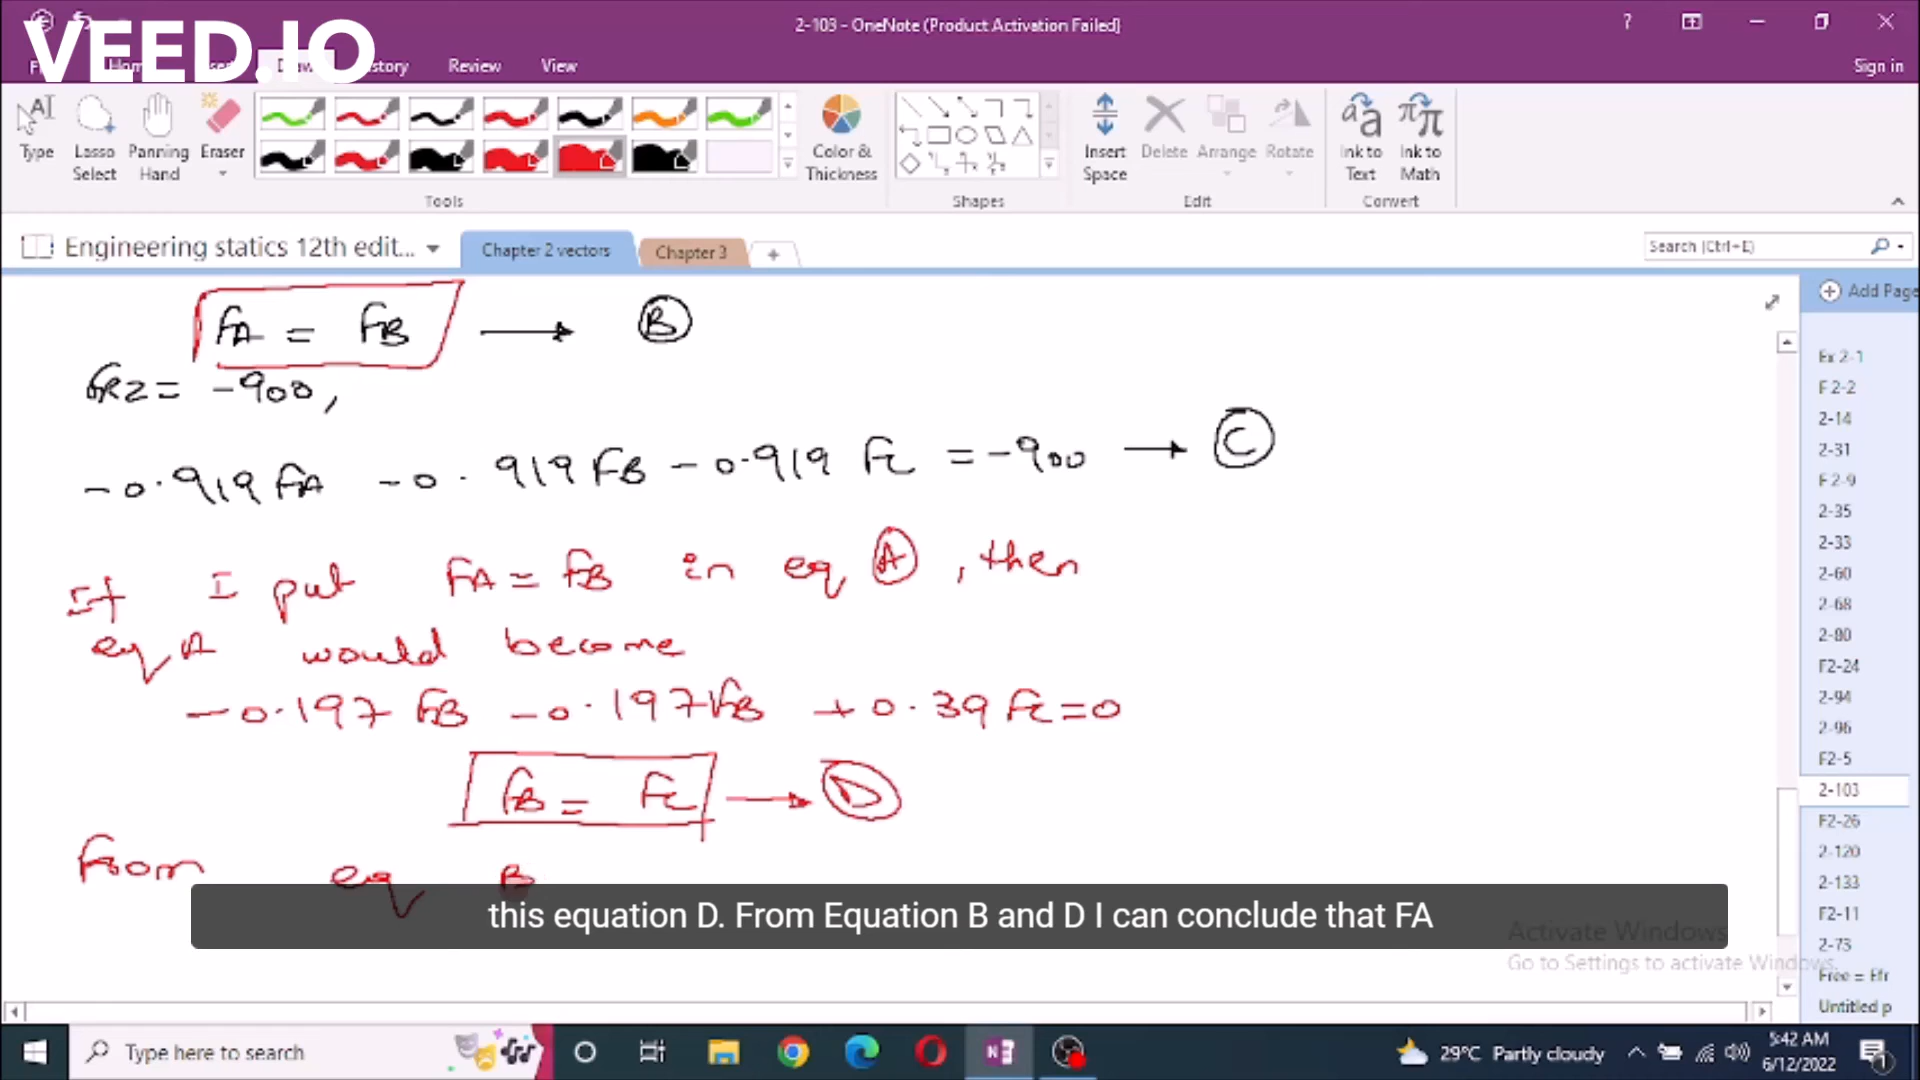 VEED.IO
2-103 - OneNote (Product Activation Failed)
?
Review View
Sign in
Type
Lasso Select
Panning Hand
Eraser
Color & Thickness
Insert Space
Delete
Arrange
Rotate
Ink to Text
Ink to Math
Tools
Shapes
Edit
Convert
Engineering statics 12th edit...
Chapter 2 vectors
Chapter 3
+
Search (Ctrl+E)
FA = FB → B
FRZ = -900,
-0.919 FA -0.919 FB -0.919 FC = -900 → C
If I put FA = FB in eq A, then
eq A would become
-0.197 FB -0.197 FB + 0.39 FC = 0
FB = FC → D
From eq B
this equation D. From Equation B and D I can conclude that FA
Activate Windows
Go to Settings to activate Windows.
Add Page
Ex 2-1
F 2-2
2-14
2-31
F 2-9
2-35
2-33
2-60
2-68
2-80
F2-24
2-94
2-96
F2-5
2-103
F2-26
2-120
2-133
F2-11
2-73
Untitled p
Type here to search
29°C Partly cloudy
5:42 AM
6/12/2022